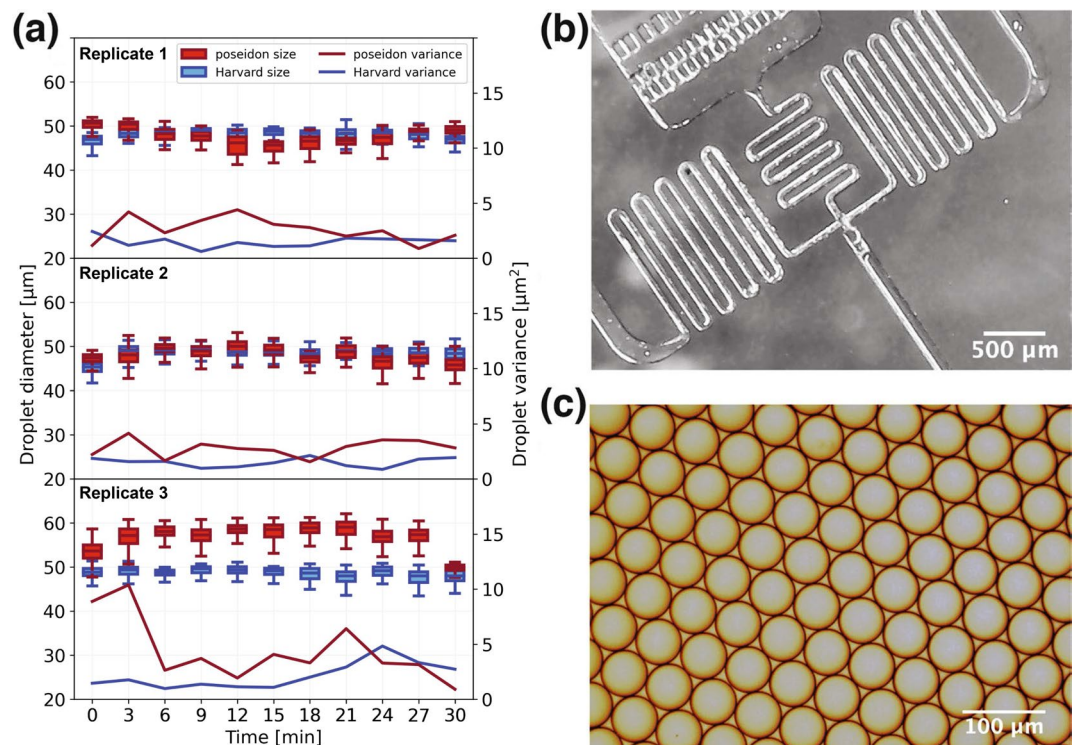 (a)
Replicate 1
poseidon size
Harvard size
poseidon variance
Harvard variance
60
50
40
30
20
15
10
5
0
Replicate 2
60
50
40
30
20
15
10
5
0
Replicate 3
60
50
40
30
20
15
10
5
0
Droplet diameter [µm]
Droplet variance [µm²]
0 3 6 9 12 15 18 21 24 27 30
Time [min]
(b)
500 µm
(c)
100 µm